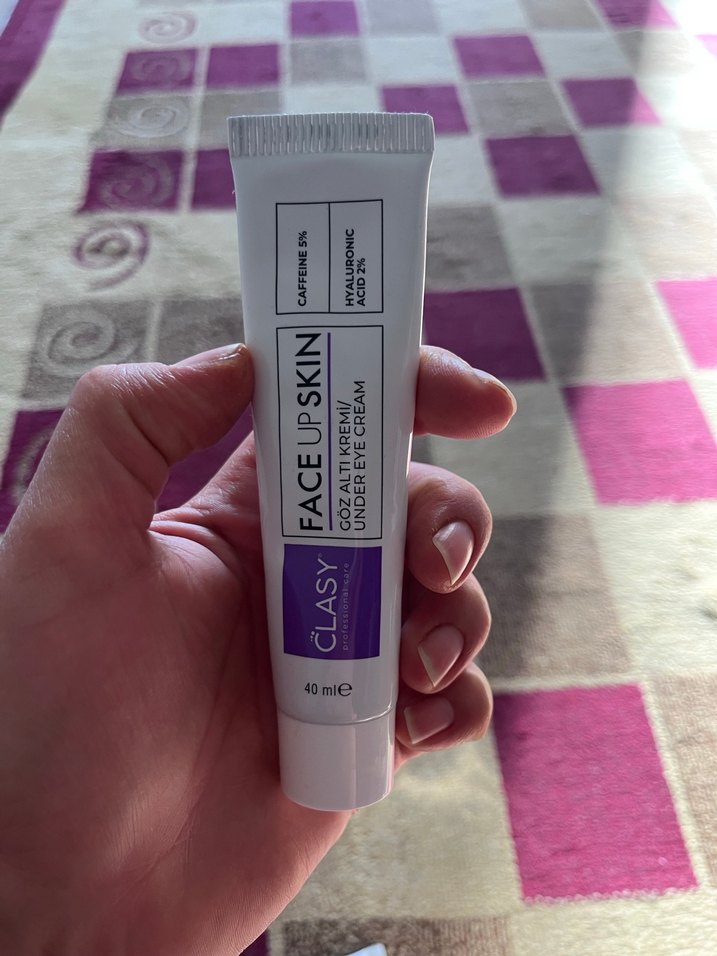 CAFFEINE 5%
HYALURONIC
ACID 2%
FACE UP SKIN
GÖZ ALTI KREMİ/
UNDER EYE CREAM
CLASY®
professional care
40 ml℮